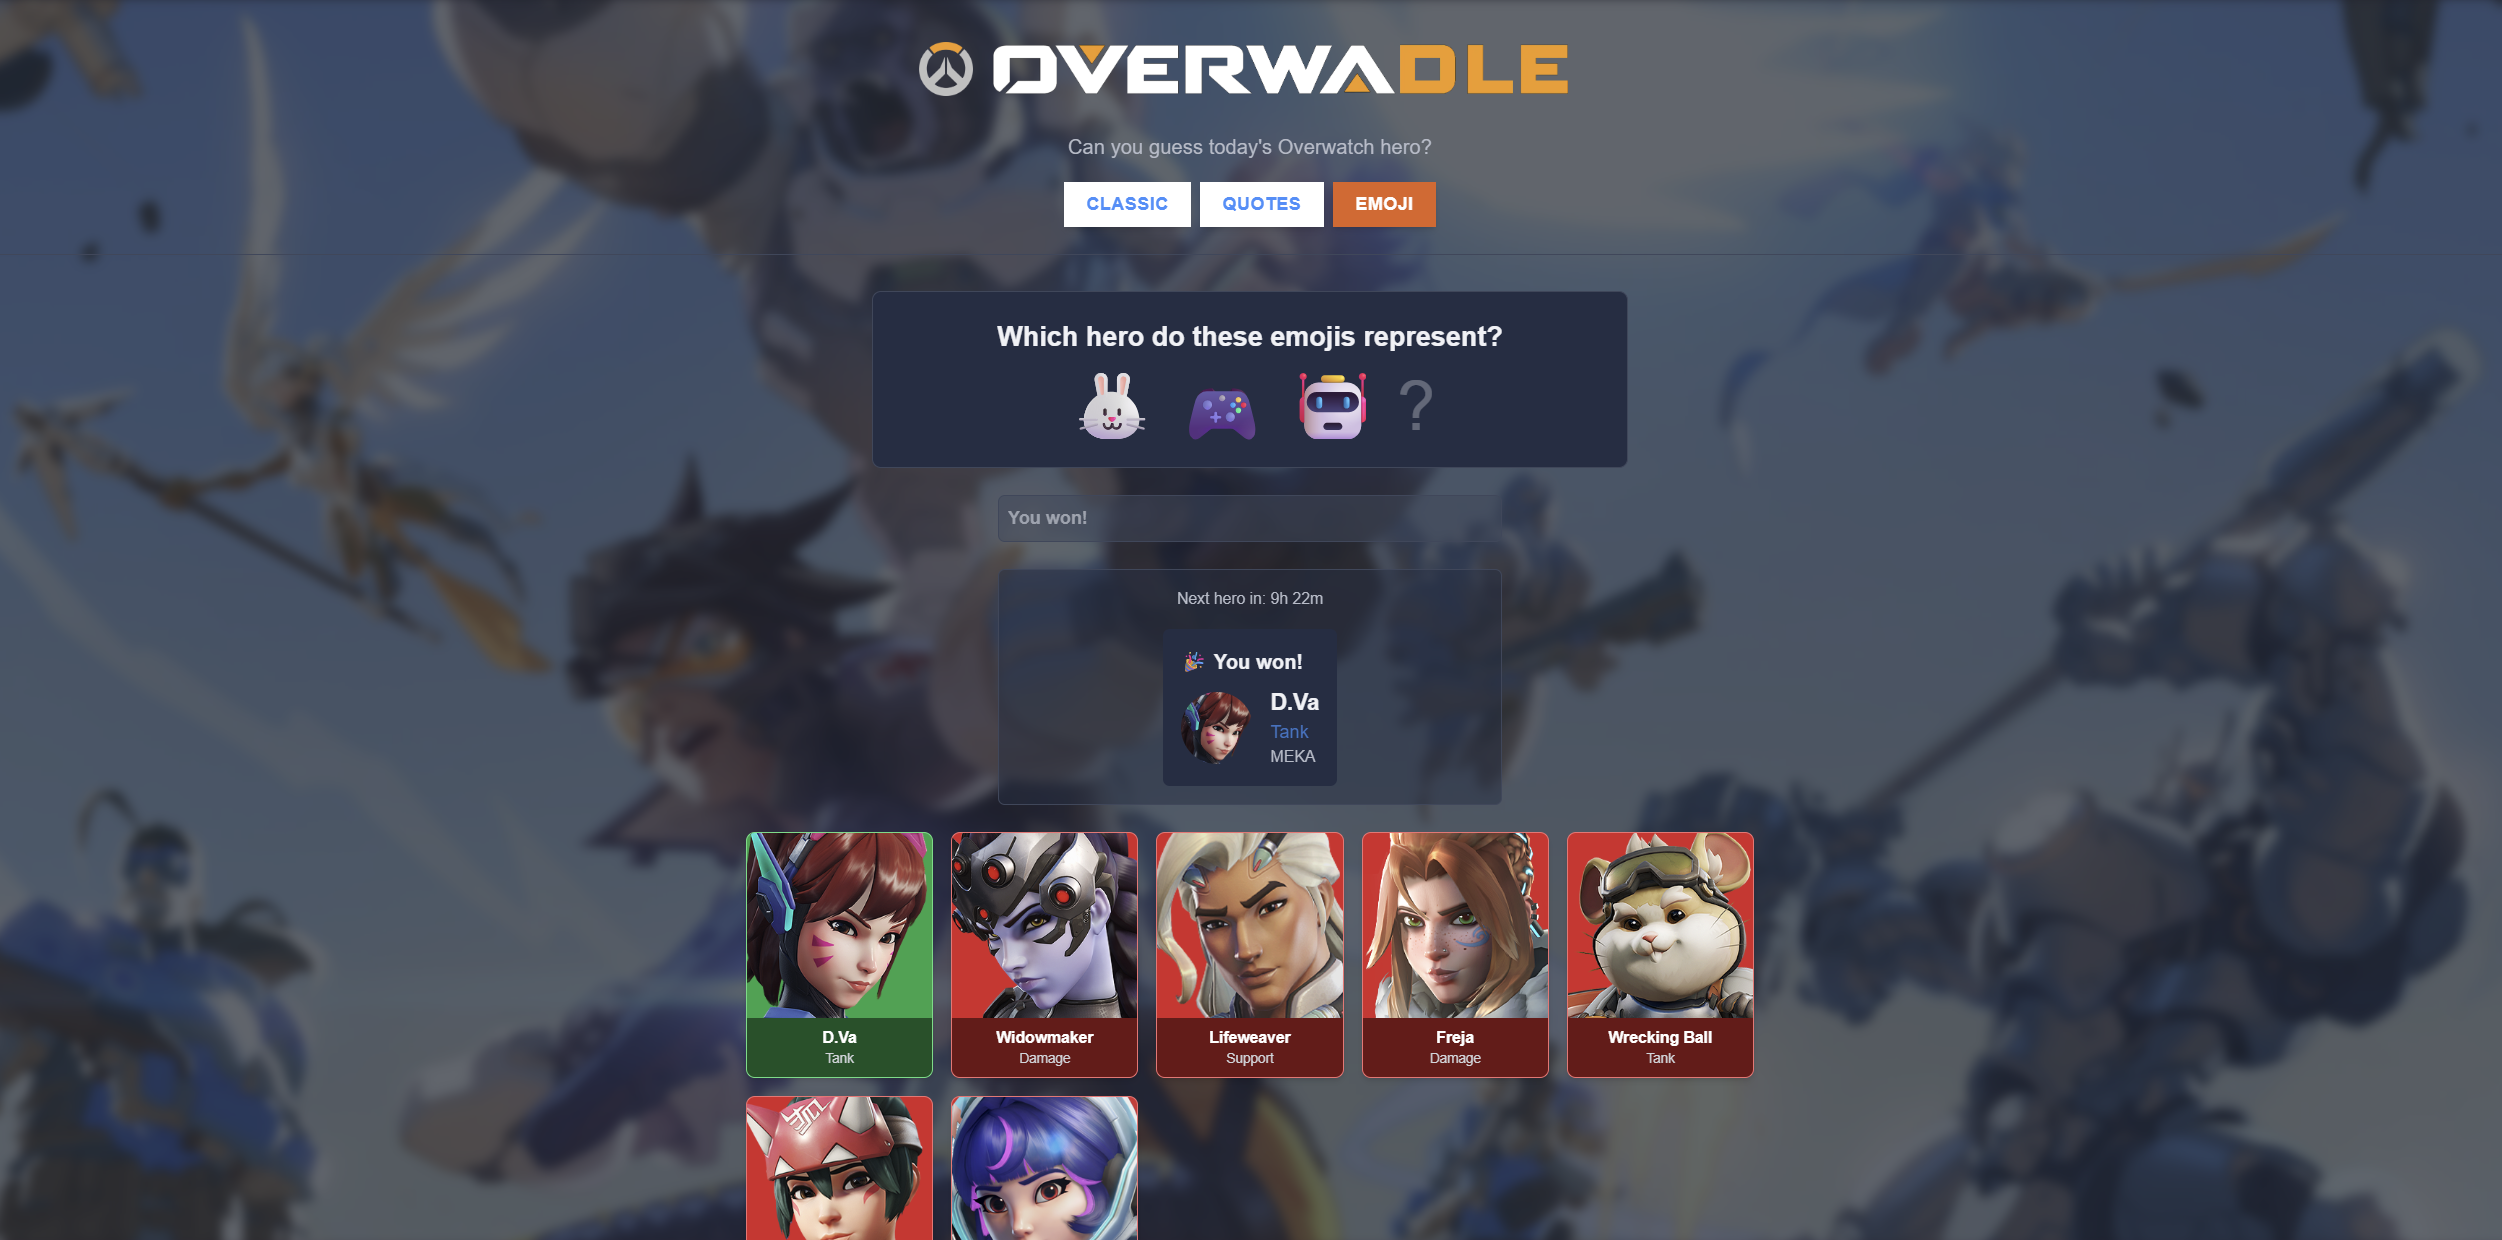 OVERWADLE
Can you guess today's Overwatch hero?
CLASSIC QUOTES EMOJI
Which hero do these emojis represent?
?
You won!
Next hero in: 9h 22m
You won!
D.Va
Tank
MEKA
D.Va Widowmaker Lifeweaver Freja Wrecking Ball
Tank Damage Support Damage Tank